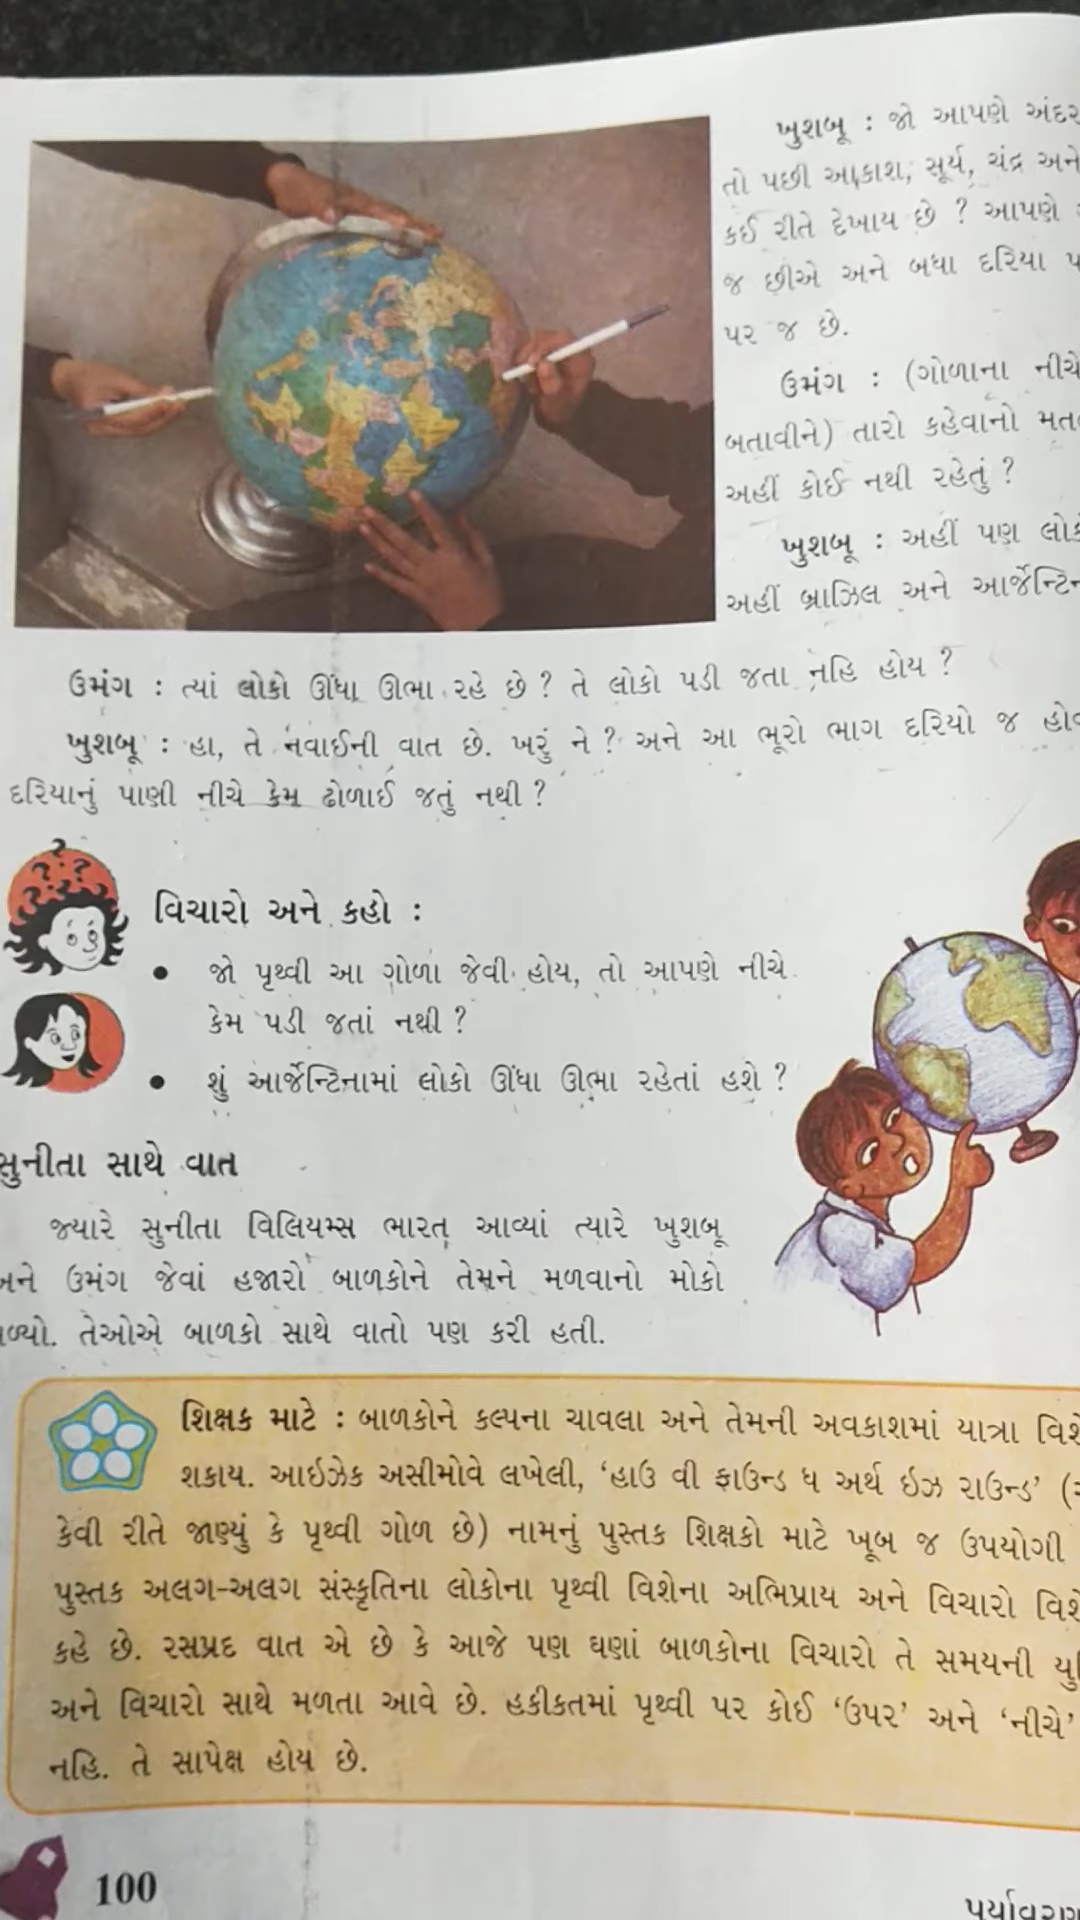 ખુશબૂ : જો આપણે અંદર
તો પછી આકાશ, સૂર્ય, ચંદ્ર અને
કઈ રીતે દેખાય છે ? આપણે
જ છીએ અને બધા દરિયા
પર જ છે.
ઉમંગ : (ગોળાના નીચે
બતાવીને) તારો કહેવાનો
અહીં કોઈ નથી રહેતું ?
ખુશબૂ : અહીં પણ
અહીં બ્રાઝિલ અને
ઉમંગ : ત્યાં લોકો ઊંધા ઊભા રહે છે ? તે લોકો પડી જતા નહિ હોય ?
ખુશબૂ : હા, તે નવાઈની વાત છે. ખરું ને ? અને આ ભૂરો ભાગ દરિયો જ
દરિયાનું પાણી નીચે કેમ ઢોળાઈ જતું નથી ?
વિચારો અને કહો :
• જો પૃથ્વી આ ગોળા જેવી હોય, તો આપણે નીચે
કેમ પડી જતાં નથી ?
• શું આર્જેન્ટિનામાં લોકો ઊંધા ઊભા રહેતાં હશે ?
સુનીતા સાથે વાત
જ્યારે સુનીતા વિલિયમ્સ ભારત આવ્યાં ત્યારે ખુશબૂ
અને ઉમંગ જેવાં હજારો બાળકોને તેમને મળવાનો મોકો
મળ્યો. તેઓએ બાળકો સાથે વાતો પણ કરી હતી.
શિક્ષક માટે : બાળકોને કલ્પના ચાવલા અને તેમની અવકાશમાં યાત્રા વિશે
શકાય. આઇઝેક અસીમોવે લખેલી, ‘હાઉ વી ફાઉન્ડ ધ અર્થ ઇઝ રાઉન્ડ’
કેવી રીતે જાણ્યું કે પૃથ્વી ગોળ છે) નામનું પુસ્તક શિક્ષકો માટે ખૂબ જ ઉપયોગી
પુસ્તક અલગ-અલગ સંસ્કૃતિના લોકોના પૃથ્વી વિશેના અભિપ્રાય અને વિચારો વિશે
કહે છે. રસપ્રદ વાત એ છે કે આજે પણ ઘણાં બાળકોના વિચારો તે સમયની
અને વિચારો સાથે મળતા આવે છે. હકીકતમાં પૃથ્વી પર કોઈ ‘ઉપર’ અને ‘નીચે’
નહિ. તે સાપેક્ષ હોય છે.
100